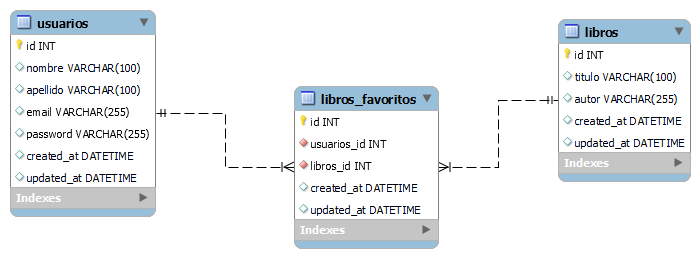 usuarios
id INT
nombre VARCHAR(100)
apellido VARCHAR(100)
email VARCHAR(255)
password VARCHAR(255)
created_at DATETIME
updated_at DATETIME
Indexes
libros_favoritos
id INT
usuarios_id INT
libros_id INT
created_at DATETIME
updated_at DATETIME
Indexes
libros
id INT
titulo VARCHAR(100)
autor VARCHAR(255)
created_at DATETIME
updated_at DATETIME
Indexes